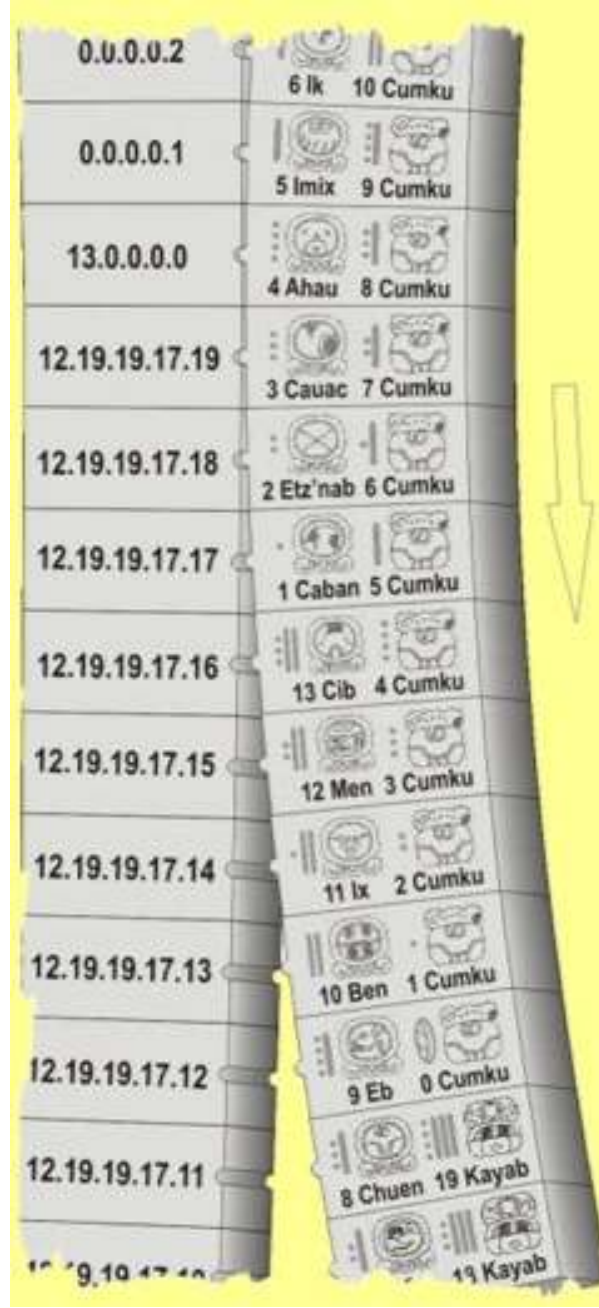 0.0.0.0.2
6 Ik 10 Cumku
0.0.0.0.1
5 Imix 9 Cumku
13.0.0.0.0
4 Ahau 8 Cumku
12.19.19.17.19
3 Cauac 7 Cumku
12.19.19.17.18
2 Etz'nab 6 Cumku
12.19.19.17.17
1 Caban 5 Cumku
12.19.19.17.16
13 Cib 4 Cumku
12.19.19.17.15
12 Men 3 Cumku
12.19.19.17.14
11 Ix 2 Cumku
12.19.19.17.13
10 Ben 1 Cumku
12.19.19.17.12
9 Eb 0 Cumku
12.19.19.17.11
8 Chuen 19 Kayab
Kayab